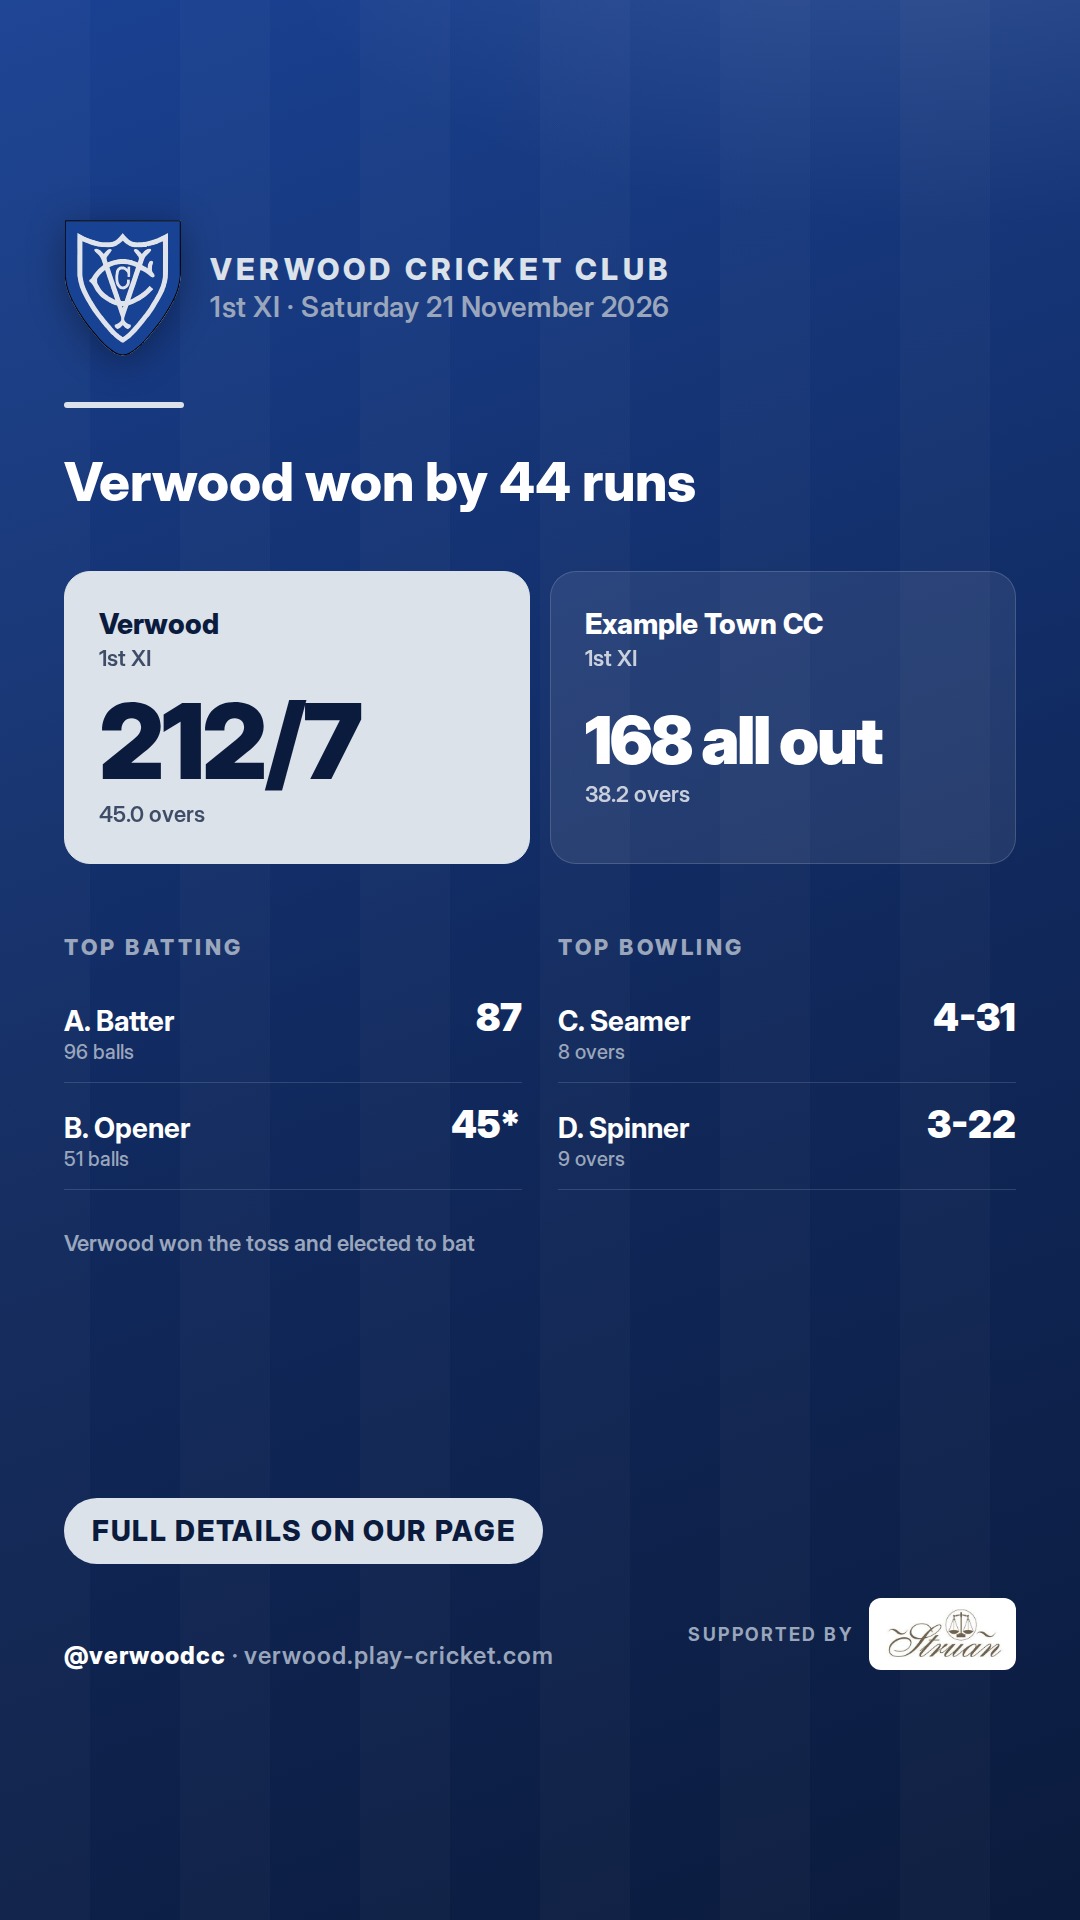 VERWOOD CRICKET CLUB
1st XI · Saturday 21 November 2026
Verwood won by 44 runs
Verwood
1st XI
212/7
45.0 overs
Example Town CC
1st XI
168 all out
38.2 overs
TOP BATTING
A. Batter 87
96 balls
B. Opener 45*
51 balls
TOP BOWLING
C. Seamer 4-31
8 overs
D. Spinner 3-22
9 overs
Verwood won the toss and elected to bat
FULL DETAILS ON OUR PAGE
@verwoodcc · verwood.play-cricket.com
SUPPORTED BY
Struan